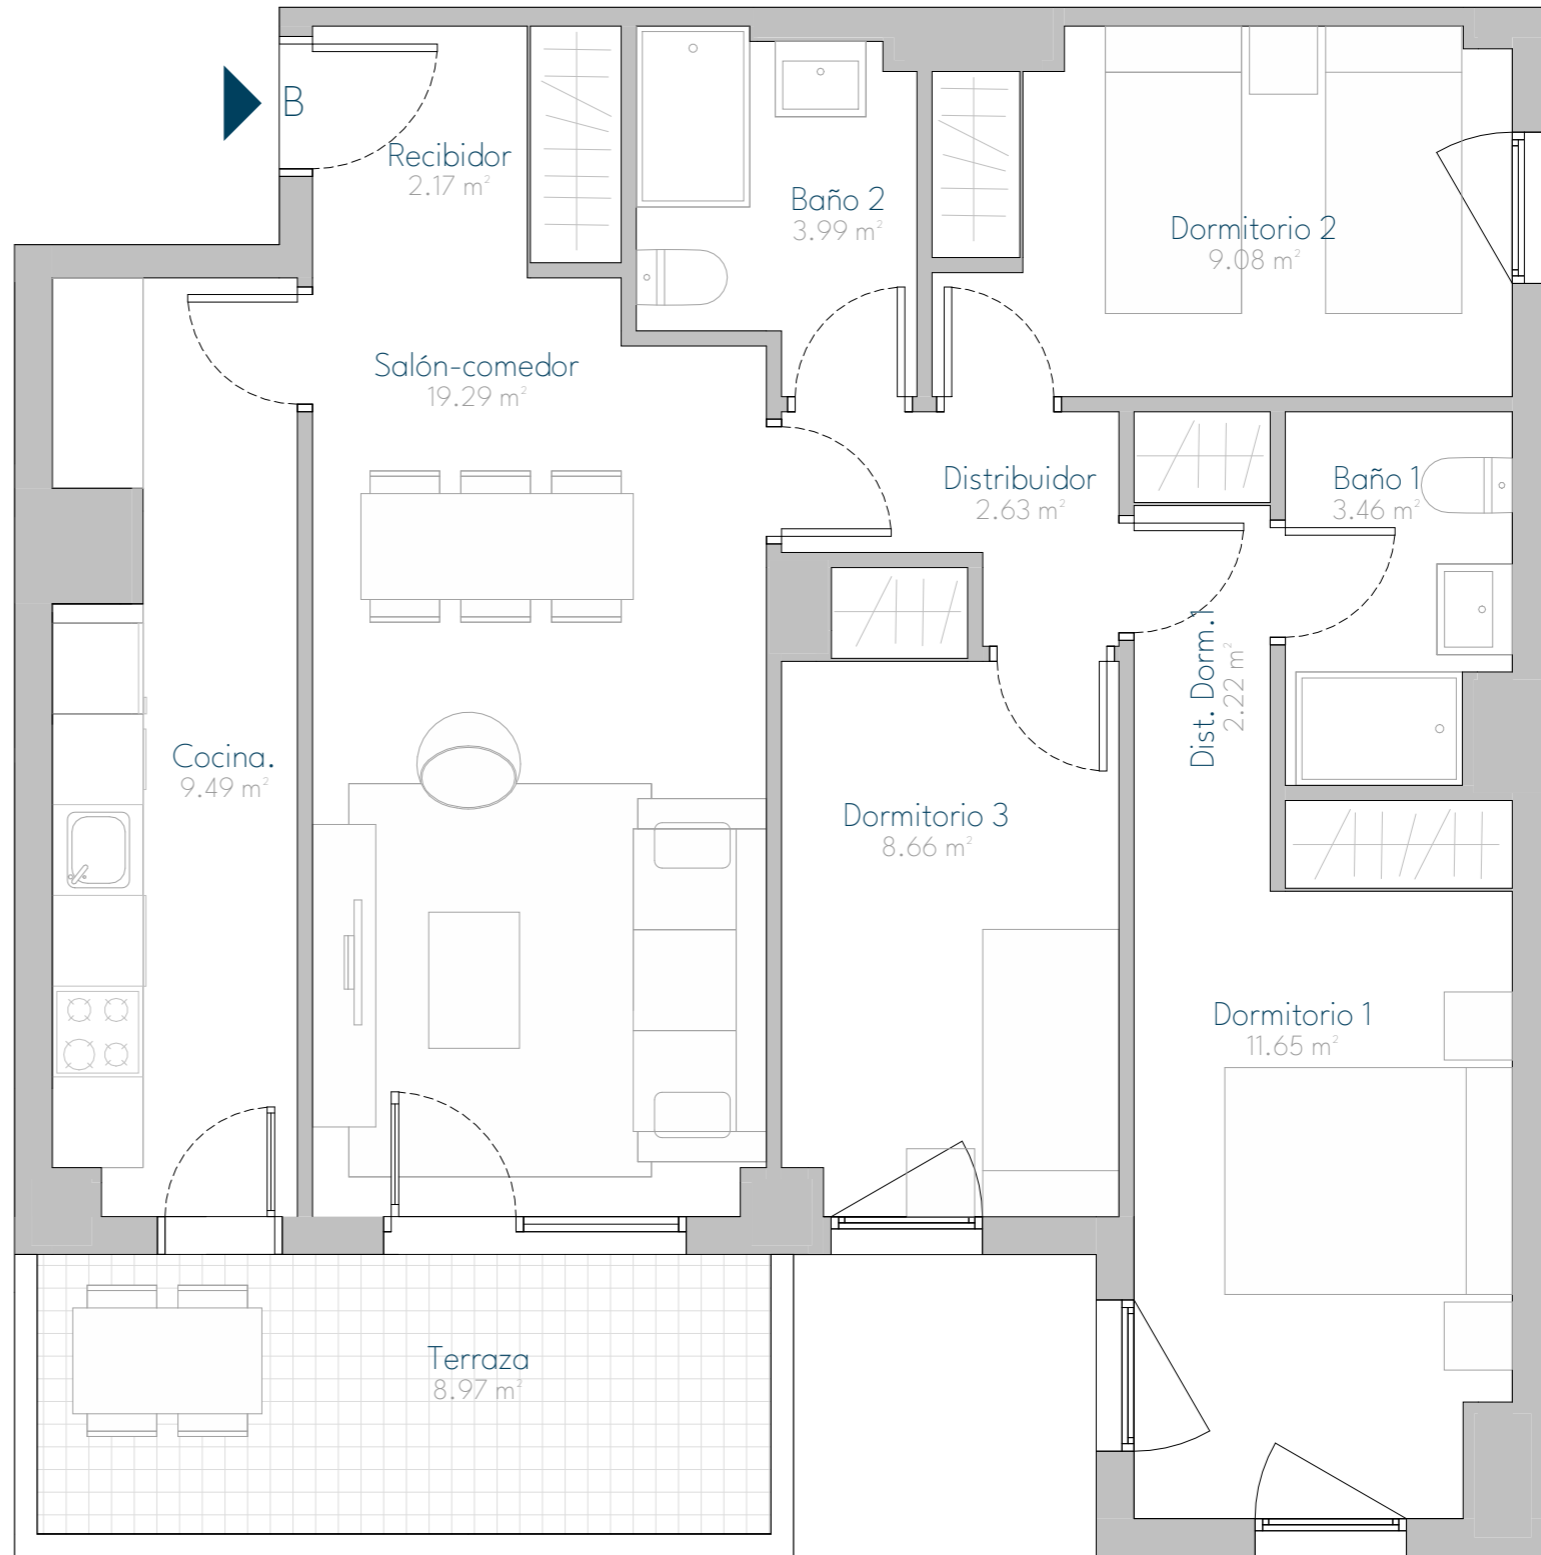 B
Recibidor
2.17 m²
Baño 2
3.99 m²
Dormitorio 2
9.08 m²
Salón-comedor
19.29 m²
Distribuidor
2.63 m²
Baño 1
3.46 m²
Dist. Dorm.1
2.22 m²
Cocina.
9.49 m²
Dormitorio 3
8.66 m²
Dormitorio 1
11.65 m²
Terraza
8.97 m²